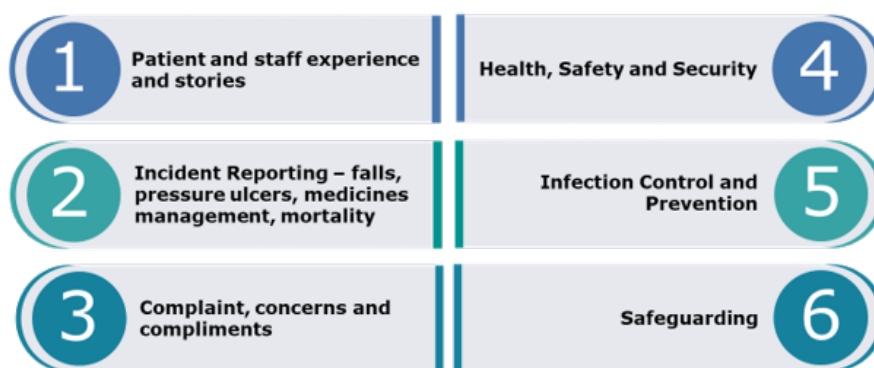 1
Patient and staff experience
and stories
2
Incident Reporting – falls,
pressure ulcers, medicines
management, mortality
3
Complaint, concerns and
compliments
Health, Safety and Security
4
Infection Control and
Prevention
5
Safeguarding
6